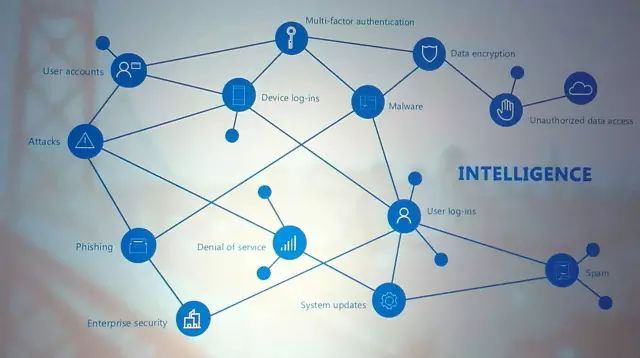 Multi-factor authentication
User accounts
Data encryption
Device log-ins
Malware
Unauthorized data access
Attacks
INTELLIGENCE
User log-ins
Phishing
Denial of service
Spam
System updates
Enterprise security